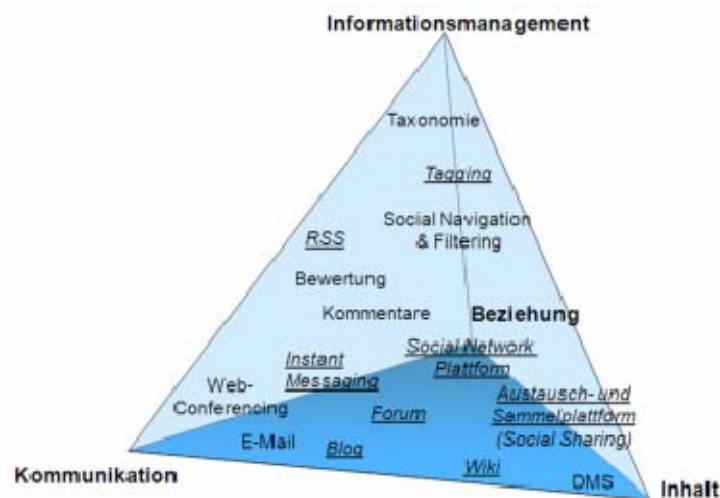 Informationsmanagement
Taxonomie
Tagging
Social Navigation
& Filtering
RSS
Bewertung
Kommentare
Beziehung
Social Network
Plattform
Instant
Messaging
Web-
Conferencing
Austausch- und
Sammelplattform
(Social Sharing)
Forum
E-Mail
Blog
Wiki
DMS
Kommunikation
Inhalt